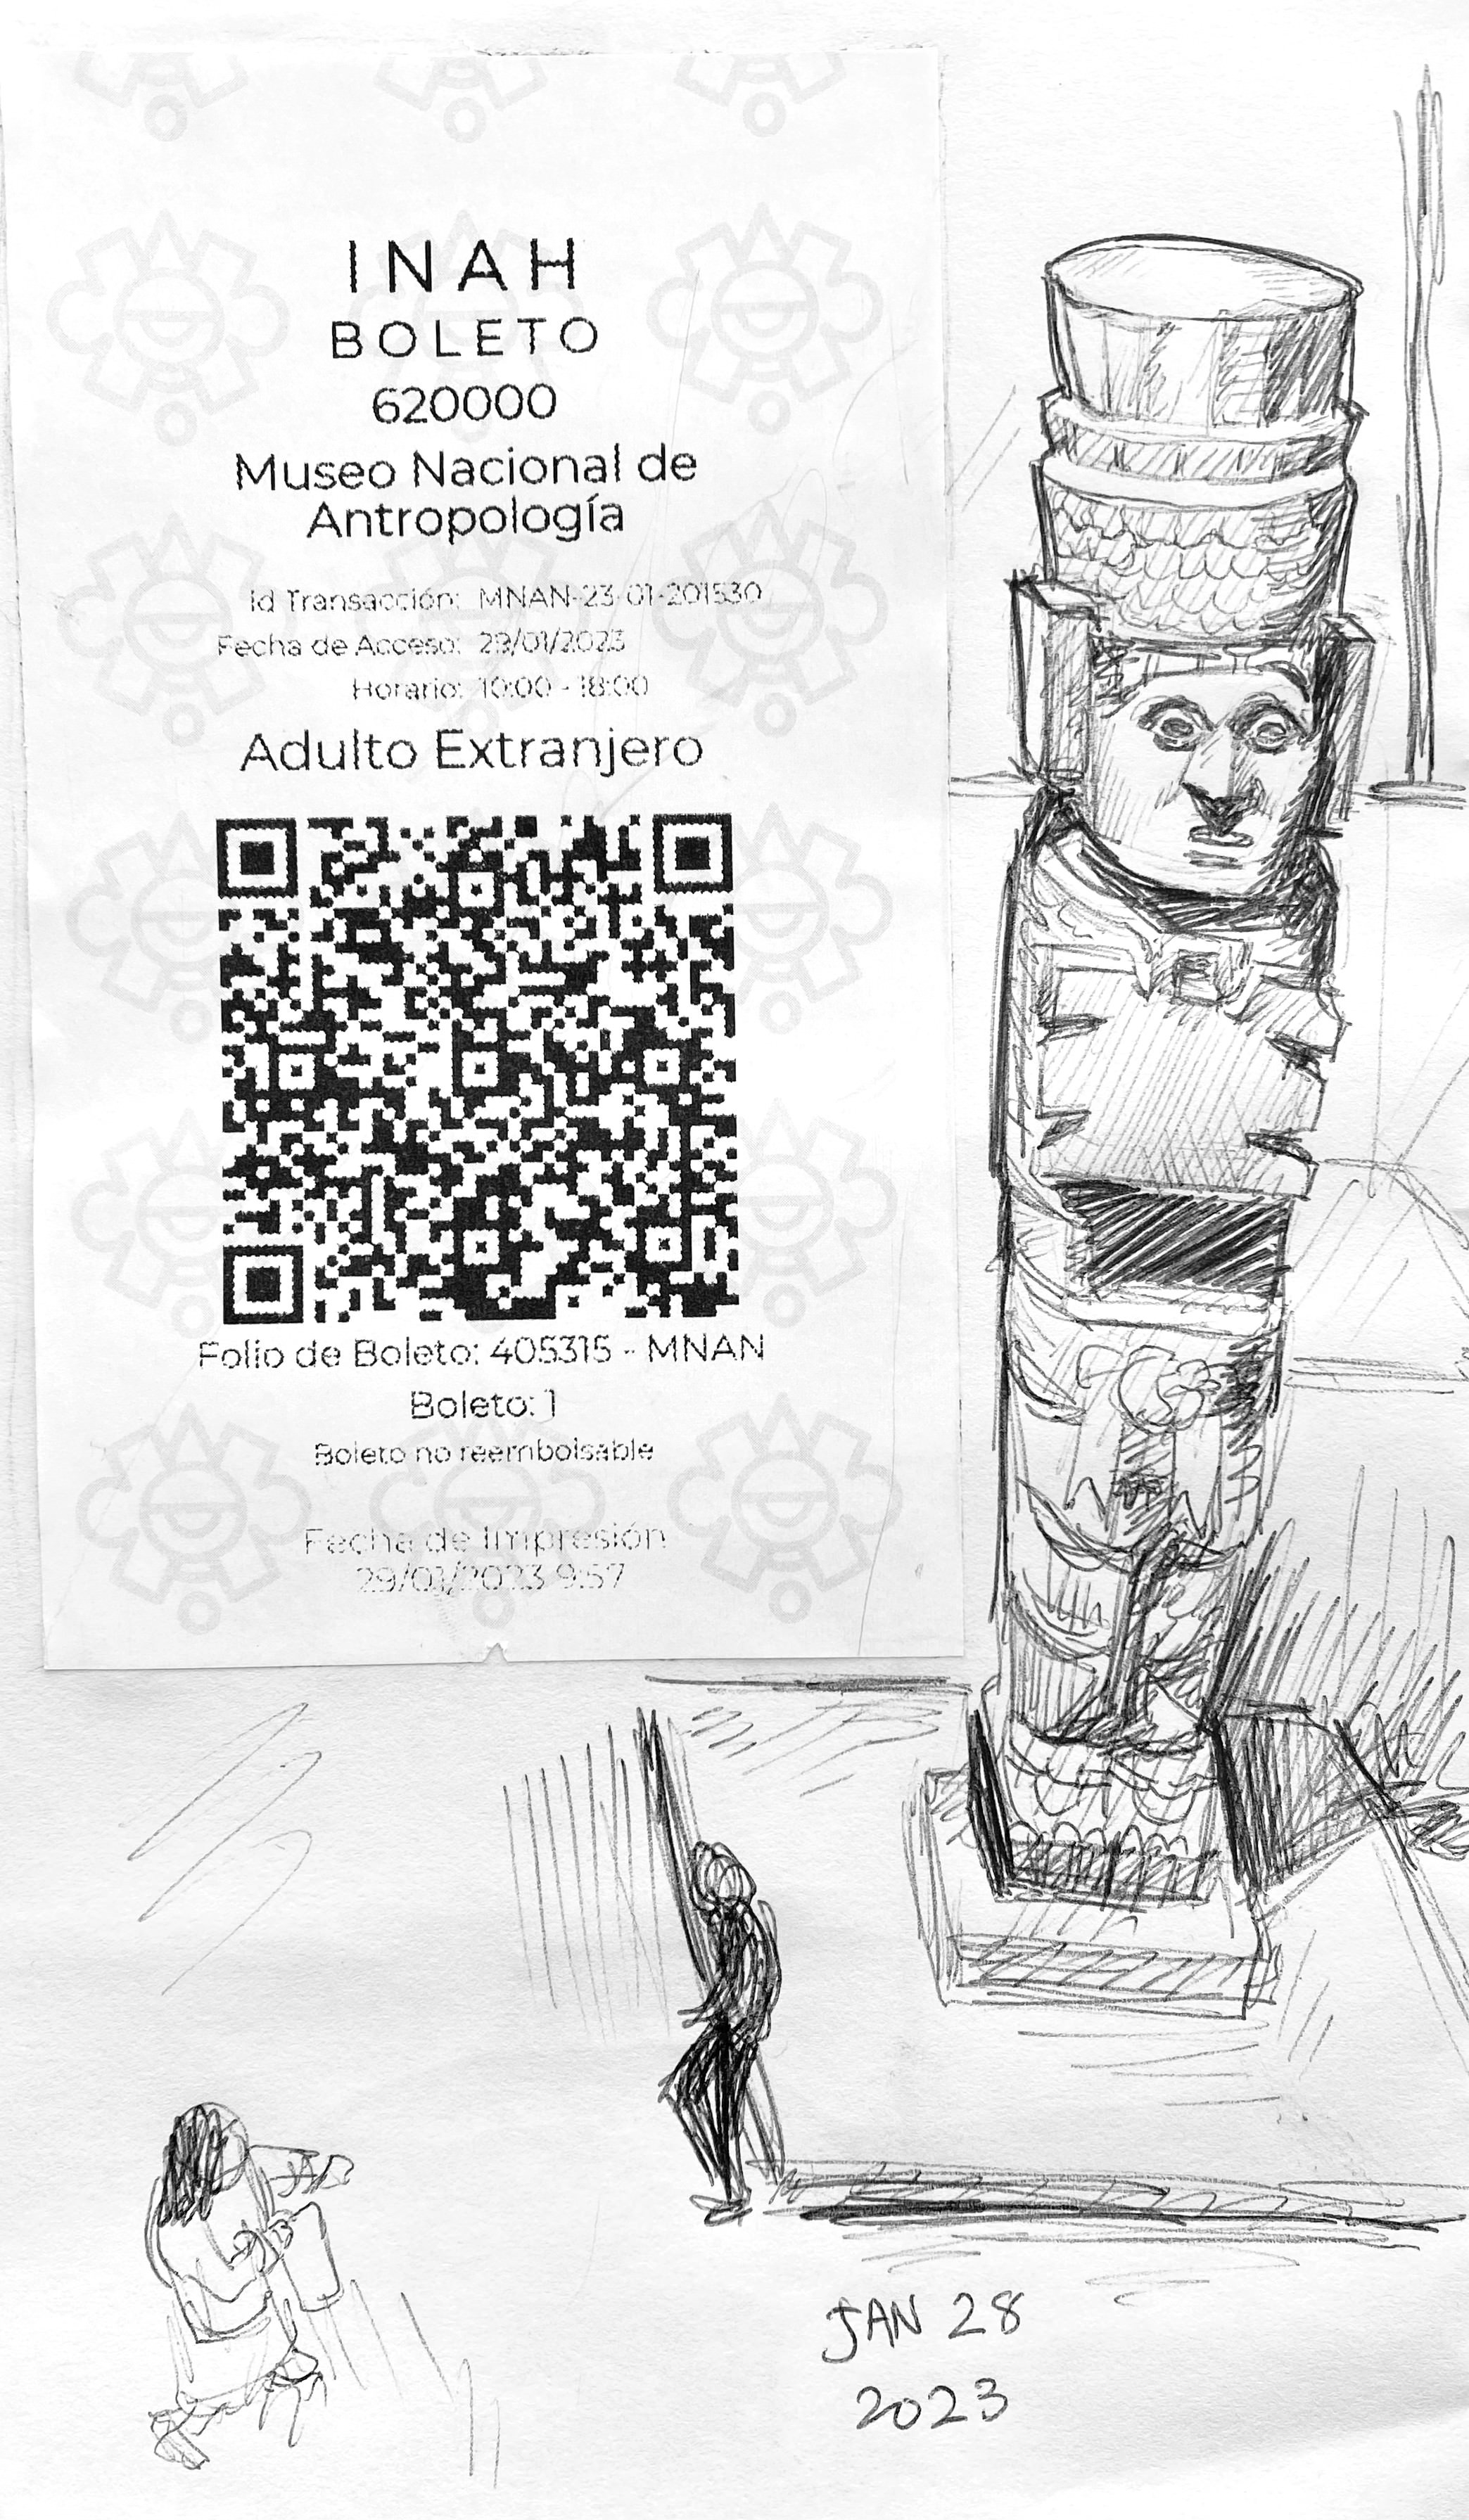 INAH
BOLETO
620000
Museo Nacional de
Antropología
Id Transacción: MNAN-23-01-201530
Fecha de Acceso: 29/01/2023
Horario: 10:00 - 18:00
Adulto Extranjero
Folio de Boleto: 405315 - MNAN
Boleto: 1
Boleto no reembolsable
Fecha de Impresión
29/01/2023 9:57
JAN 28
2023